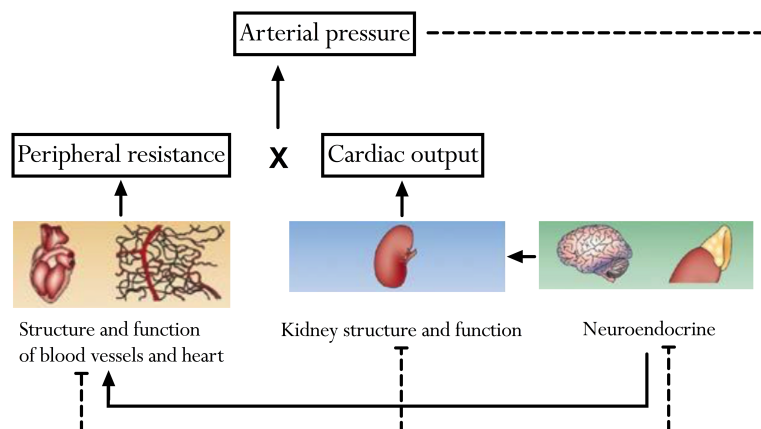 Arterial pressure
Peripheral resistance
X
Cardiac output
Structure and function
of blood vessels and heart
Kidney structure and function
Neuroendocrine